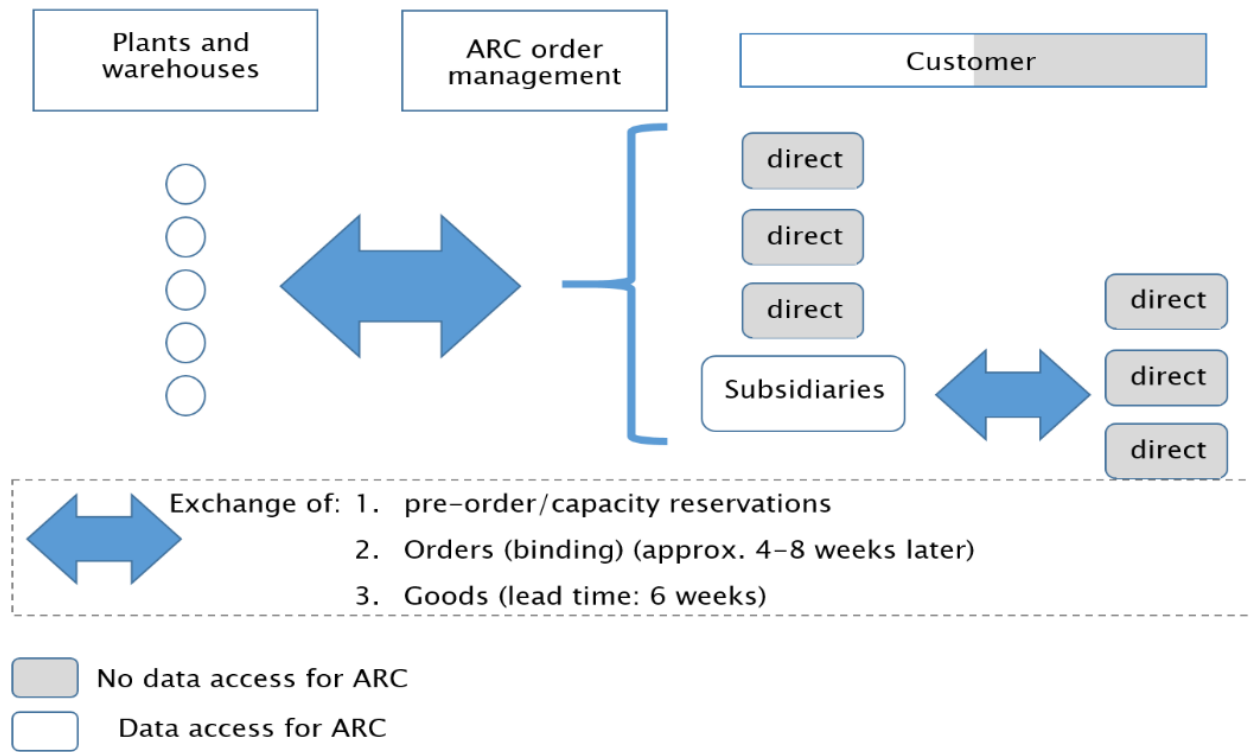 Plants and
warehouses
ARC order
management
Customer
direct
direct
direct
Subsidiaries
direct
direct
direct
Exchange of: 1. pre-order/capacity reservations
2. Orders (binding) (approx. 4-8 weeks later)
3. Goods (lead time: 6 weeks)
No data access for ARC
Data access for ARC